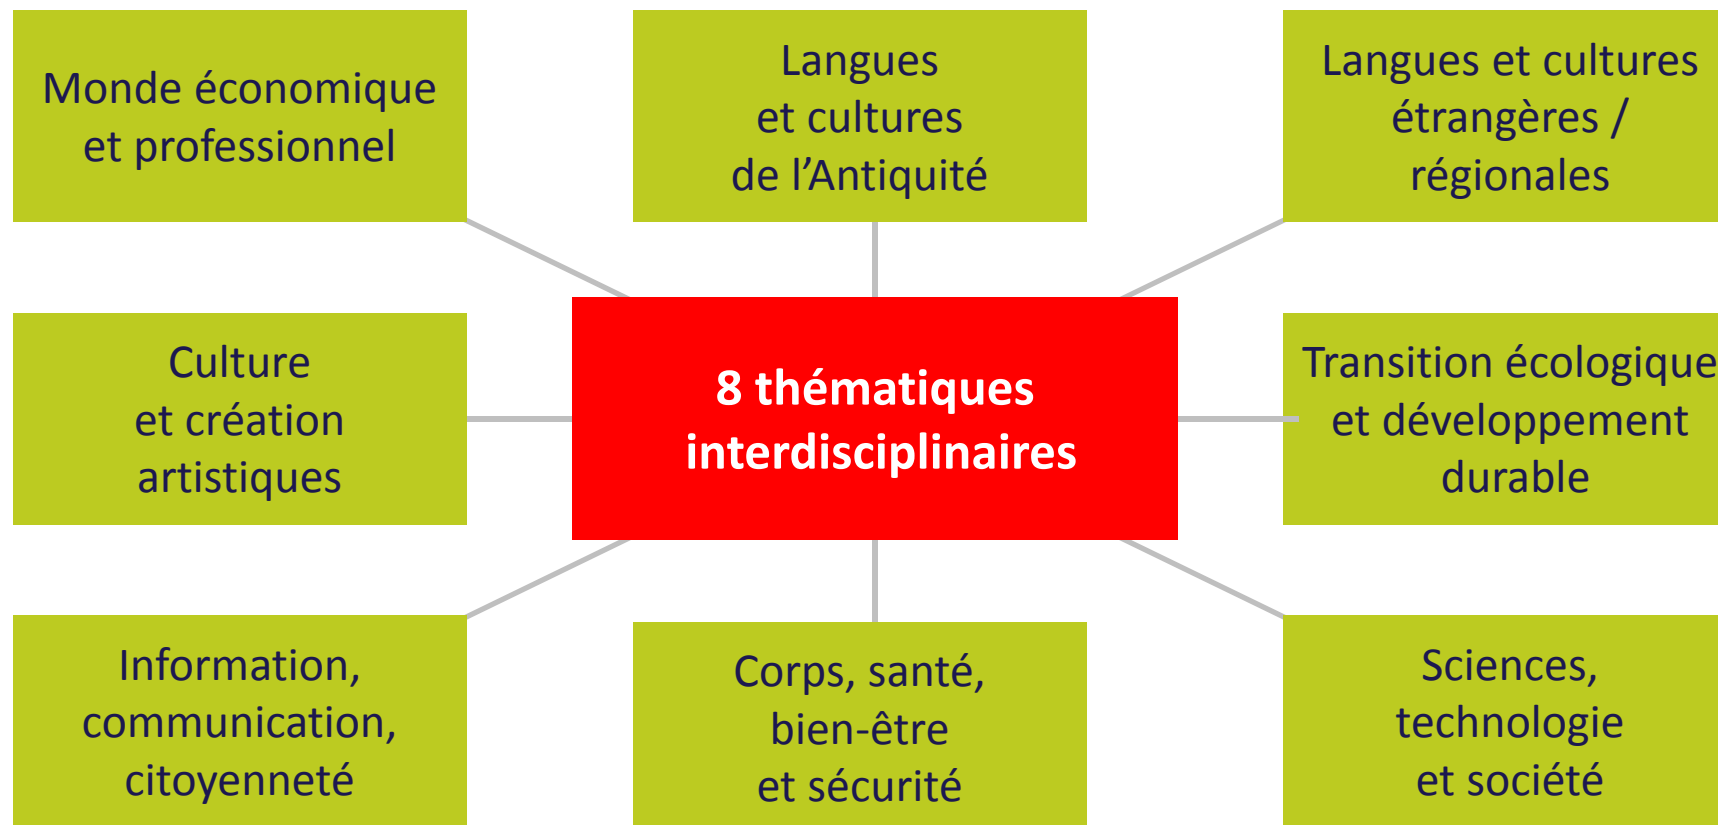 Monde économique
et professionnel
Langues
et cultures
de l’Antiquité
Langues et cultures
étrangères /
régionales
Culture
et création
artistiques
8 thématiques
interdisciplinaires
Transition écologique
et développement
durable
Information,
communication,
citoyenneté
Corps, santé,
bien-être
et sécurité
Sciences,
technologie
et société